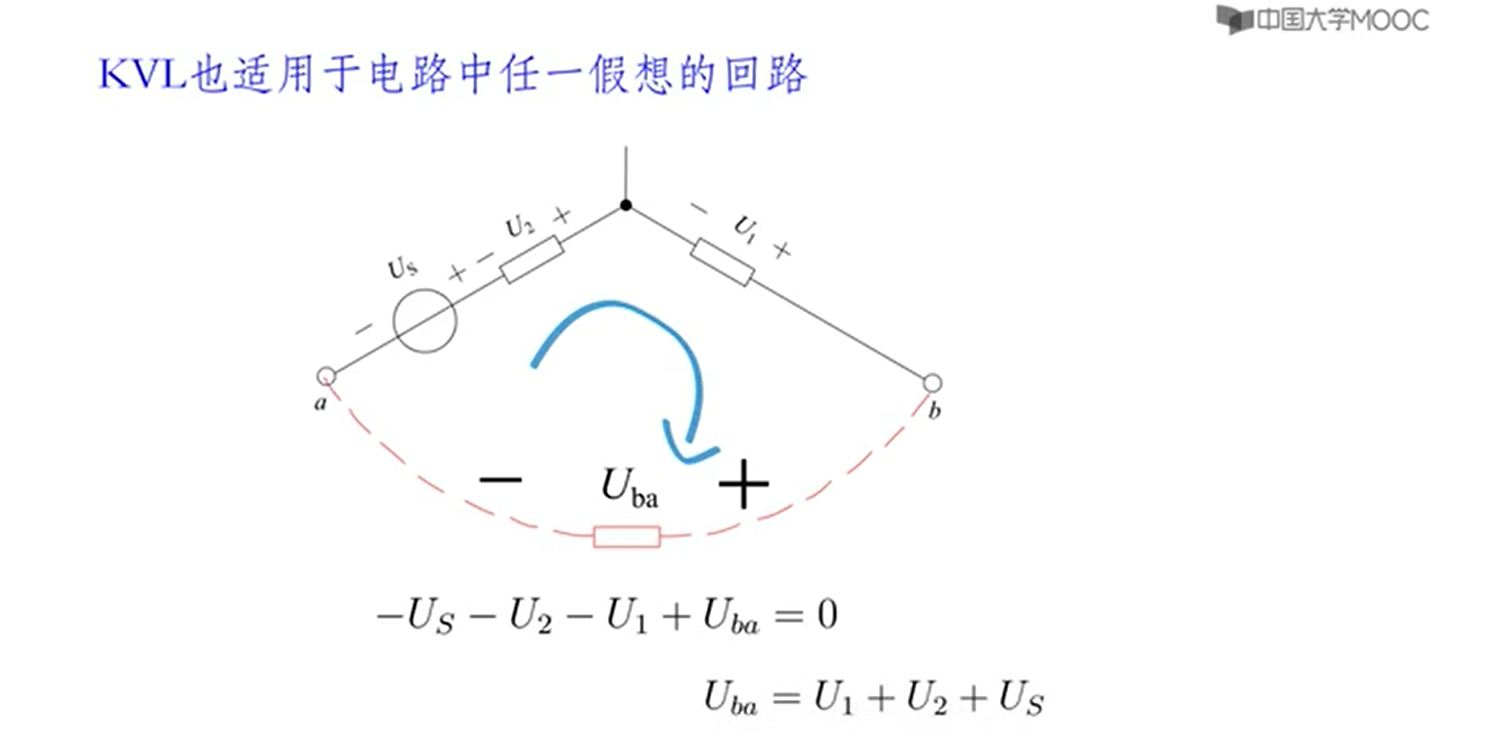 中国大学MOOC
KVL也适用于电路中任一假想的回路
− U₁ +
− U₂ +
− Us +
a
b
− Uba +
−US − U2 − U1 + Uba = 0
Uba = U1 + U2 + US